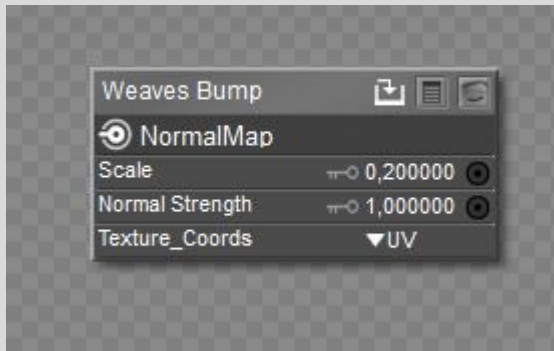 Weaves Bump
NormalMap
Scale 0,200000
Normal Strength 1,000000
Texture_Coords UV